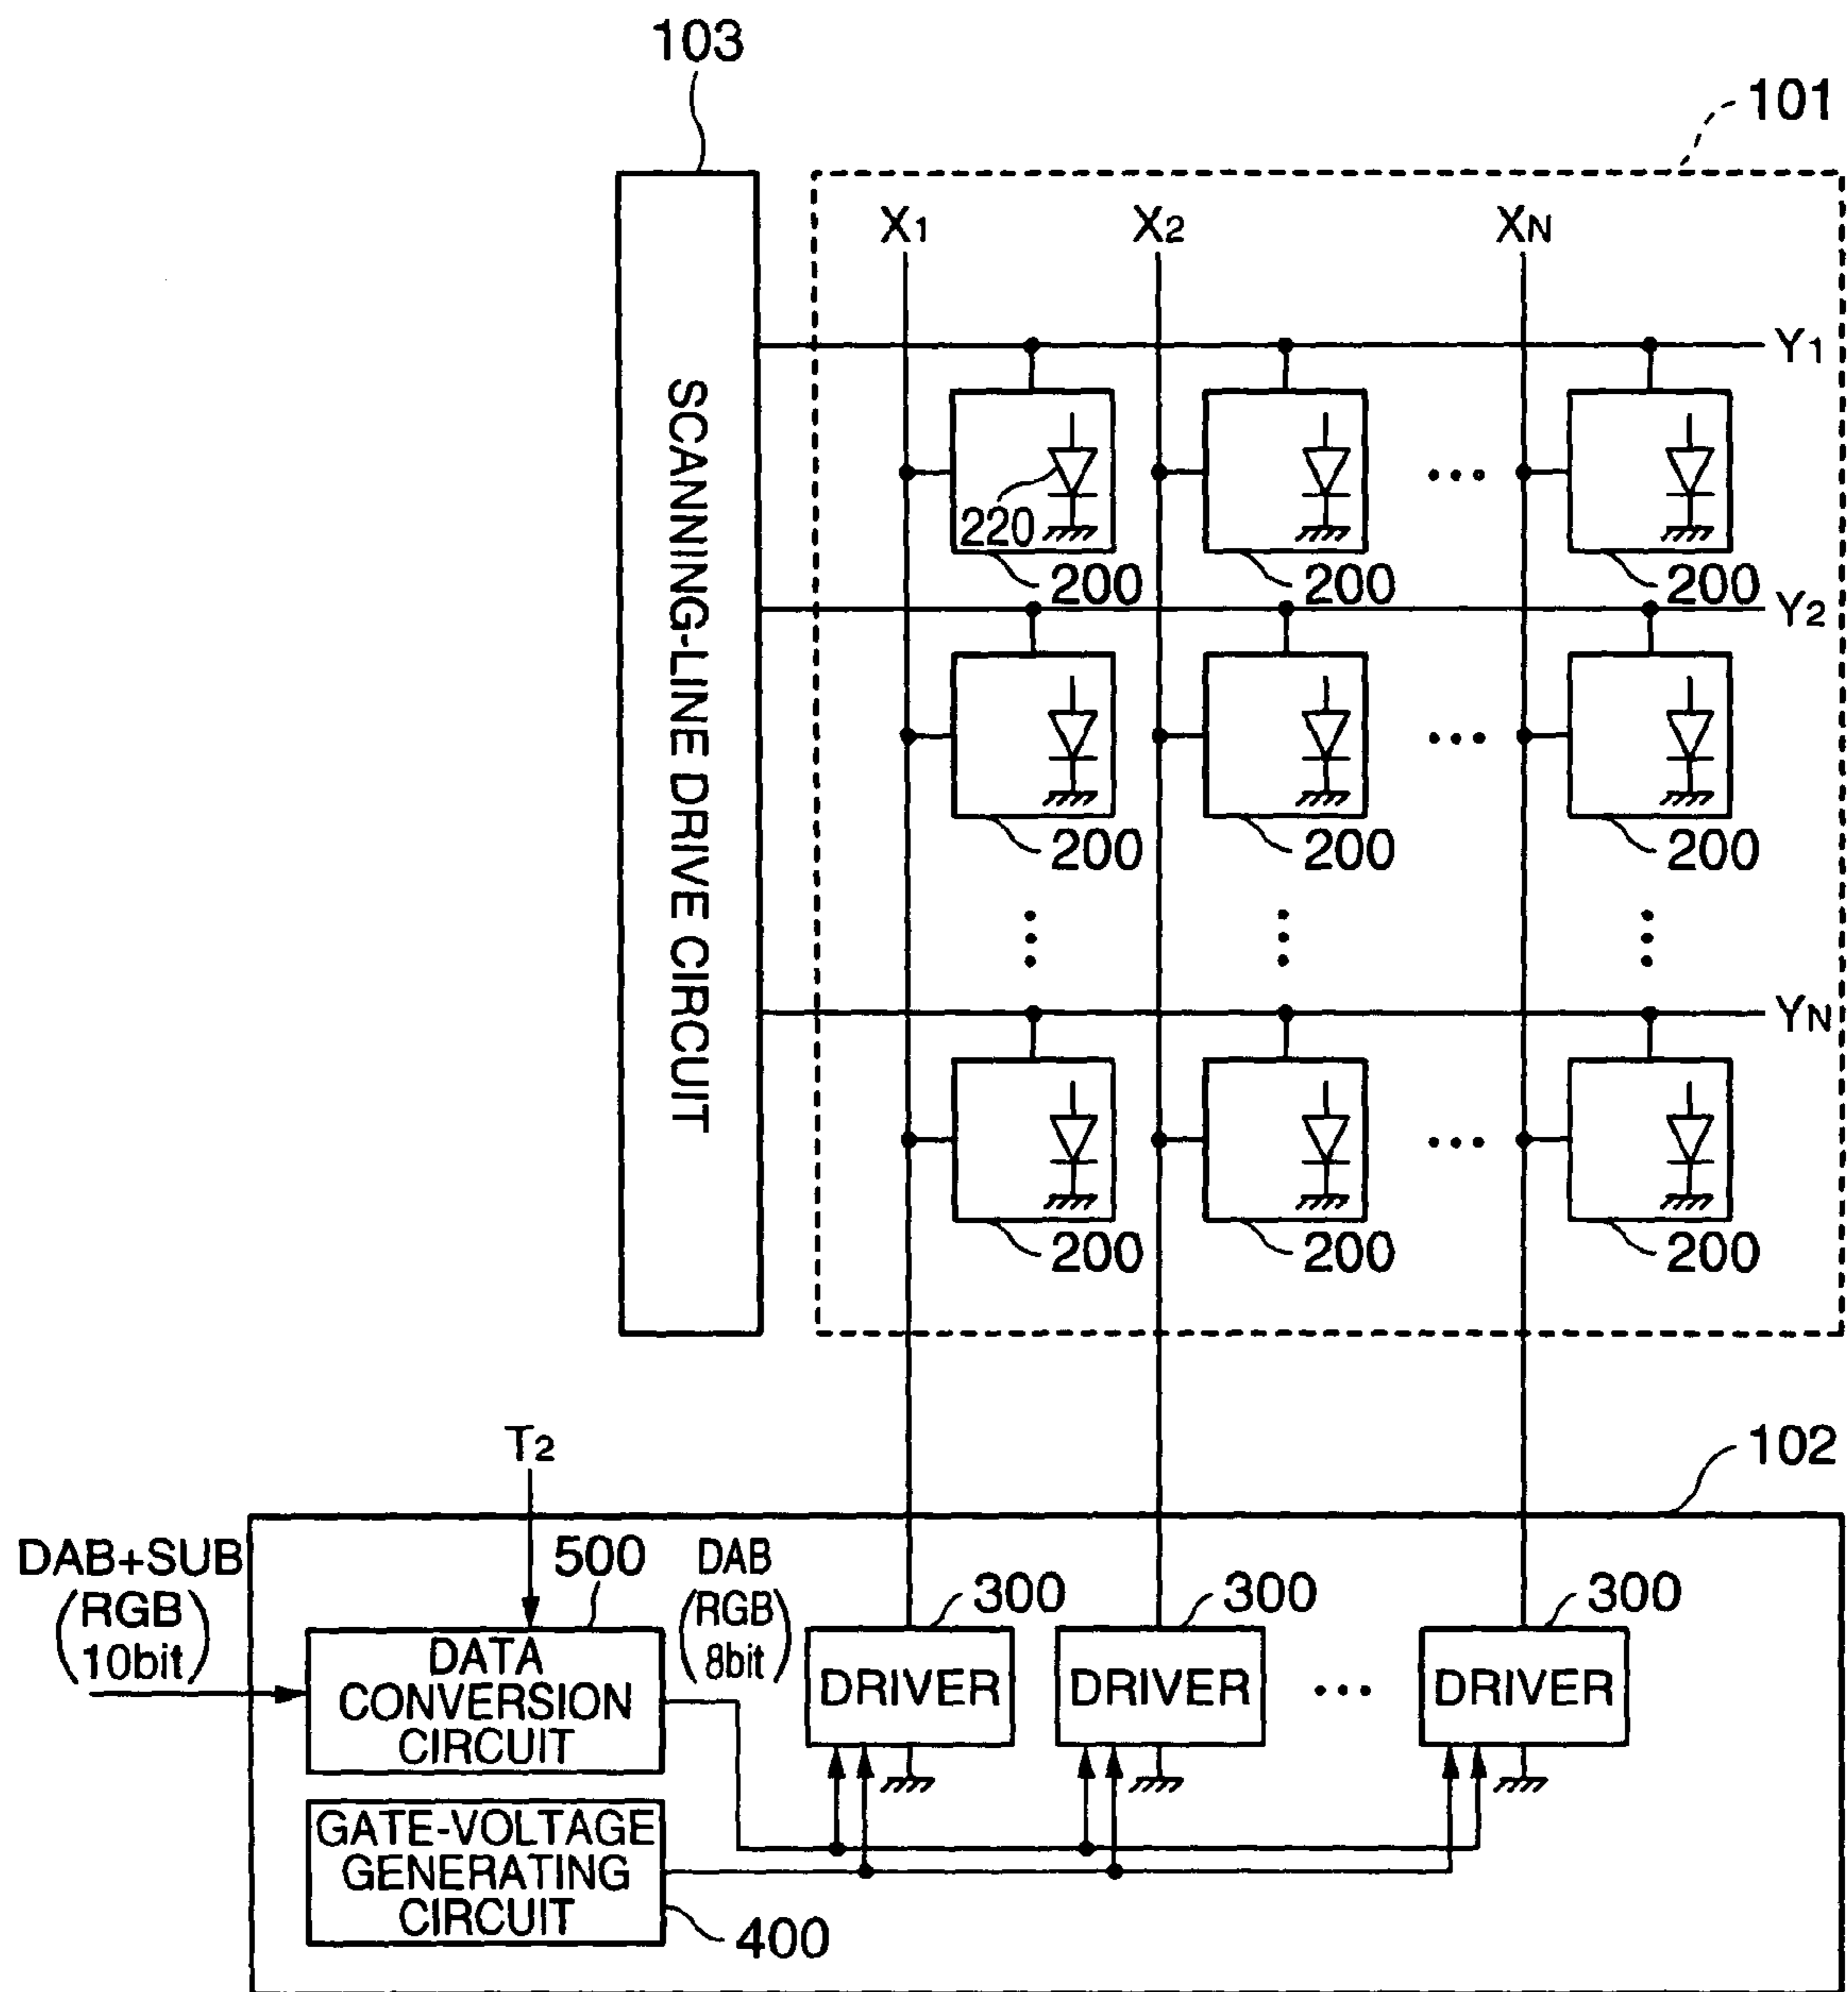 103
101
X1 X2 XN
Y1
220
200 200 200
Y2
200 200 200
YN
200 200 200
SCANNING-LINE DRIVE CIRCUIT
T2
102
DAB+SUB
(RGB
10bit)
500
DAB
(RGB
8bit)
300 300 300
DATA
CONVERSION
CIRCUIT
DRIVER DRIVER ... DRIVER
GATE-VOLTAGE
GENERATING
CIRCUIT
400